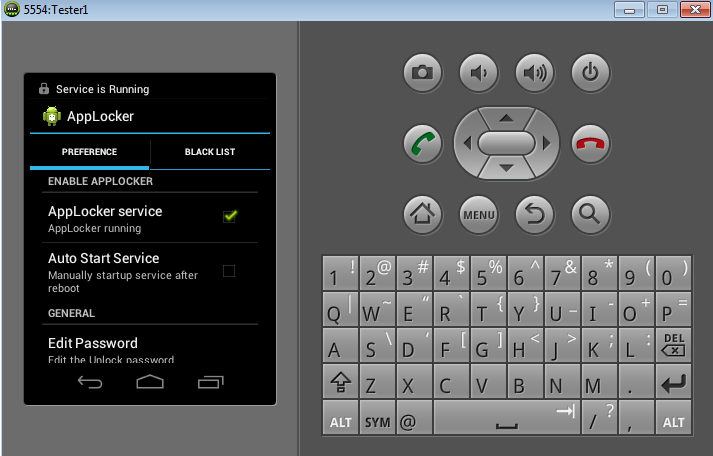 5554:Tester1
Service is Running
AppLocker
PREFERENCE BLACK LIST
ENABLE APPLOCKER
AppLocker service
AppLocker running
Auto Start Service
Manually startup service after
reboot
GENERAL
Edit Password
Edit the Unlock password
MENU
1 ! 2 @ 3 # 4 $ 5 % 6 ^ 7 & 8 * 9 ( 0 )
Q | W ~ E “ R ` T { Y } U _ I - O + P =
A S \ D ‘ F [ G ] H < J > K ; L : DEL
Z X C V B N M .
ALT SYM @ / ? , ALT